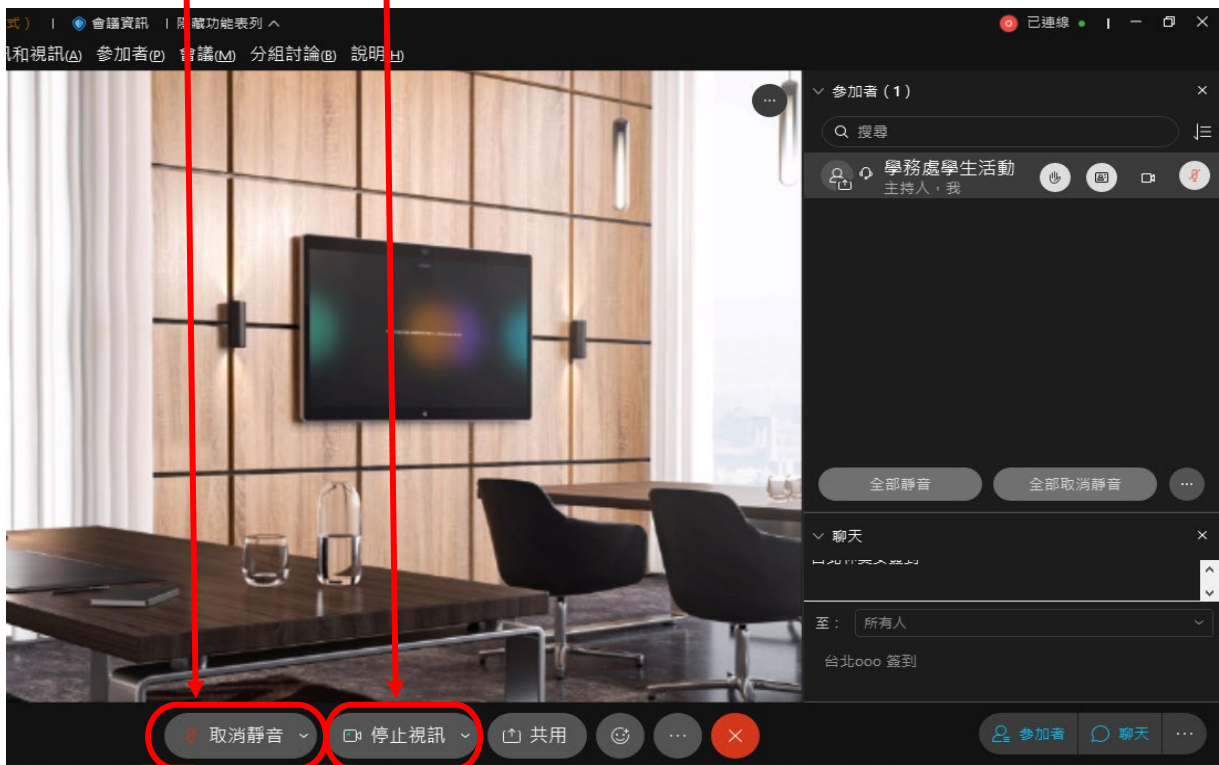 式） | 會議資訊 | 隱藏功能表列 已連線
訊和視訊(A) 參加者(P) 會議(M) 分組討論(B) 說明(H)
參加者 (1)
搜尋
學務處學生活動
主持人，我
全部靜音 全部取消靜音
聊天
至： 所有人
台北ooo 簽到
取消靜音 停止視訊 共用 參加者 聊天